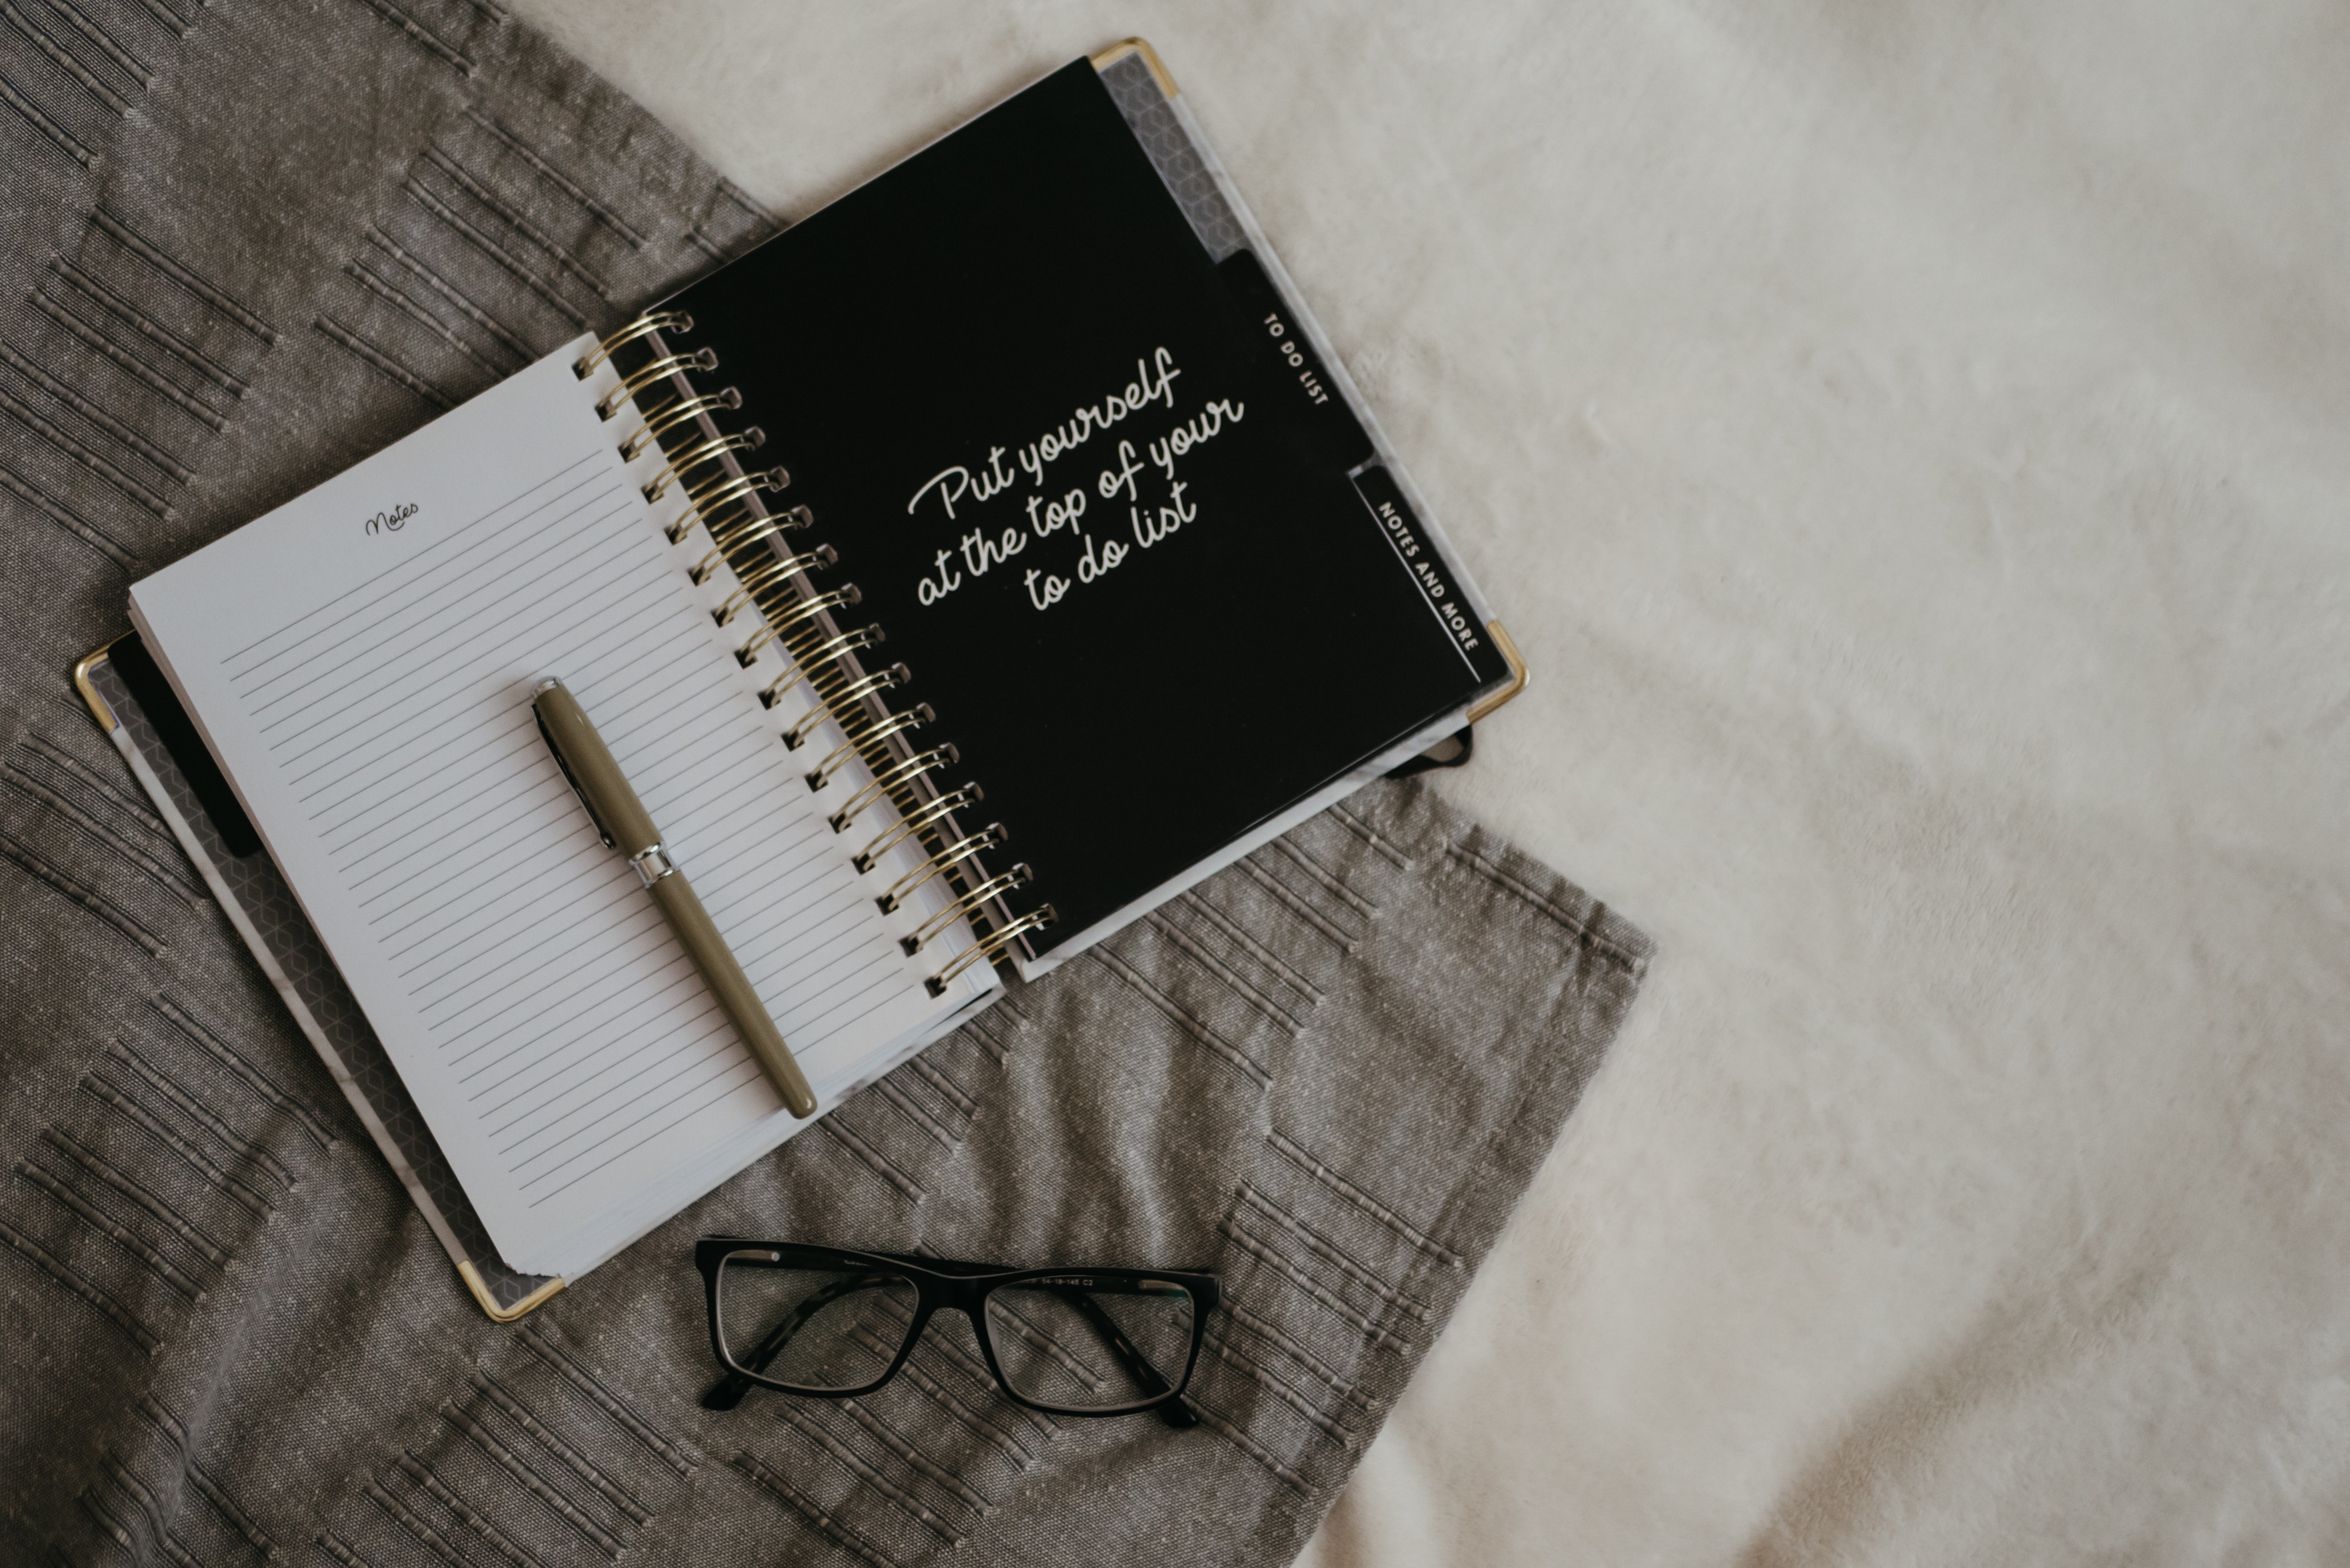 Notes
Put yourself
at the top of your
to do list
TO DO LIST
NOTES AND MORE
54-18-145 C2